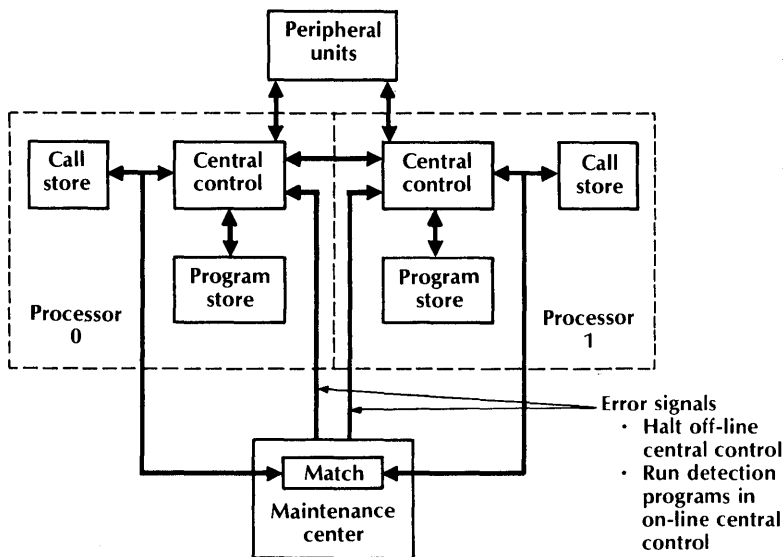 Peripheral
units
Call
store
Central
control
Central
control
Call
store
Program
store
Program
store
Processor
0
Processor
1
Error signals
· Halt off-line
central control
· Run detection
programs in
on-line central
control
Match
Maintenance
center